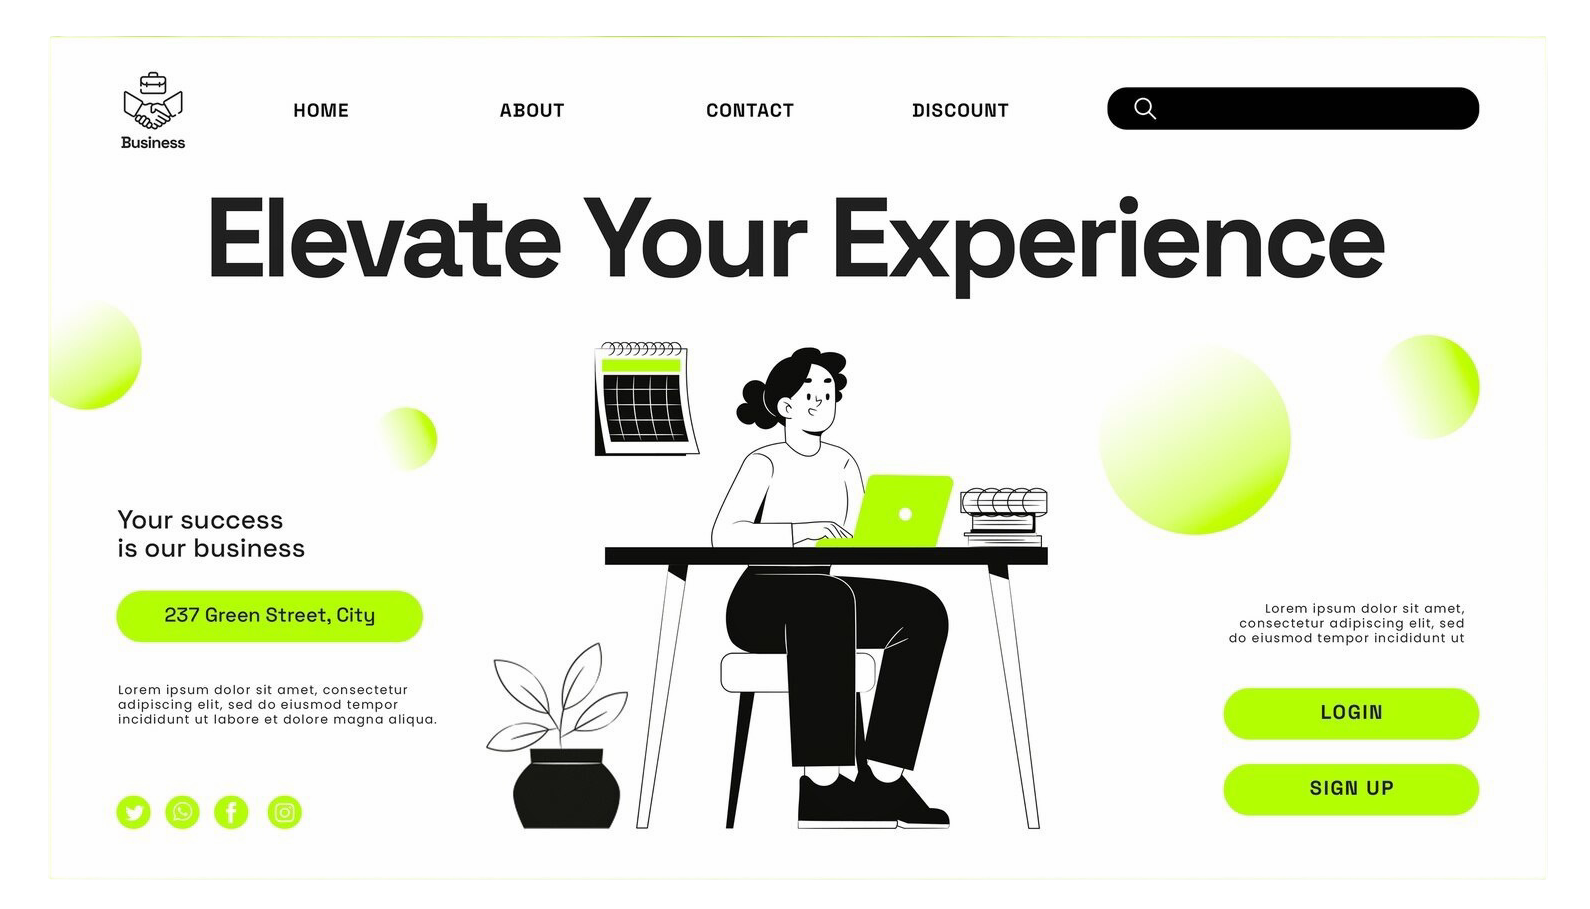 Business
HOME
ABOUT
CONTACT
DISCOUNT
Elevate Your Experience
Your success
is our business
237 Green Street, City
Lorem ipsum dolor sit amet, consectetur
adipiscing elit, sed do eiusmod tempor
incididunt ut labore et dolore magna aliqua.
Lorem ipsum dolor sit amet,
consectetur adipiscing elit, sed
do eiusmod tempor incididunt ut
LOGIN
SIGN UP